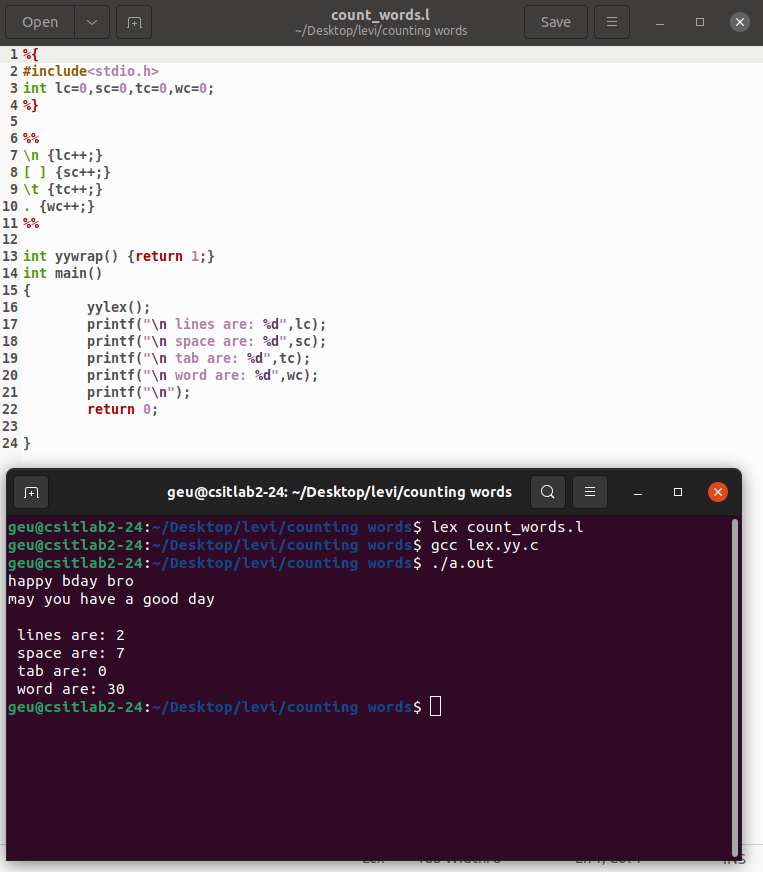 Open
count_words.l
~/Desktop/levi/counting words
Save
1 %{
2 #include<stdio.h>
3 int lc=0,sc=0,tc=0,wc=0;
4 %}
5
6 %%
7 \n {lc++;}
8 [ ] {sc++;}
9 \t {tc++;}
10 . {wc++;}
11 %%
12
13 int yywrap() {return 1;}
14 int main()
15 {
16 yylex();
17 printf("\n lines are: %d",lc);
18 printf("\n space are: %d",sc);
19 printf("\n tab are: %d",tc);
20 printf("\n word are: %d",wc);
21 printf("\n");
22 return 0;
23
24 }
geu@csitlab2-24: ~/Desktop/levi/counting words
geu@csitlab2-24:~/Desktop/levi/counting words$ lex count_words.l
geu@csitlab2-24:~/Desktop/levi/counting words$ gcc lex.yy.c
geu@csitlab2-24:~/Desktop/levi/counting words$ ./a.out
happy bday bro
may you have a good day
lines are: 2
space are: 7
tab are: 0
word are: 30
geu@csitlab2-24:~/Desktop/levi/counting words$